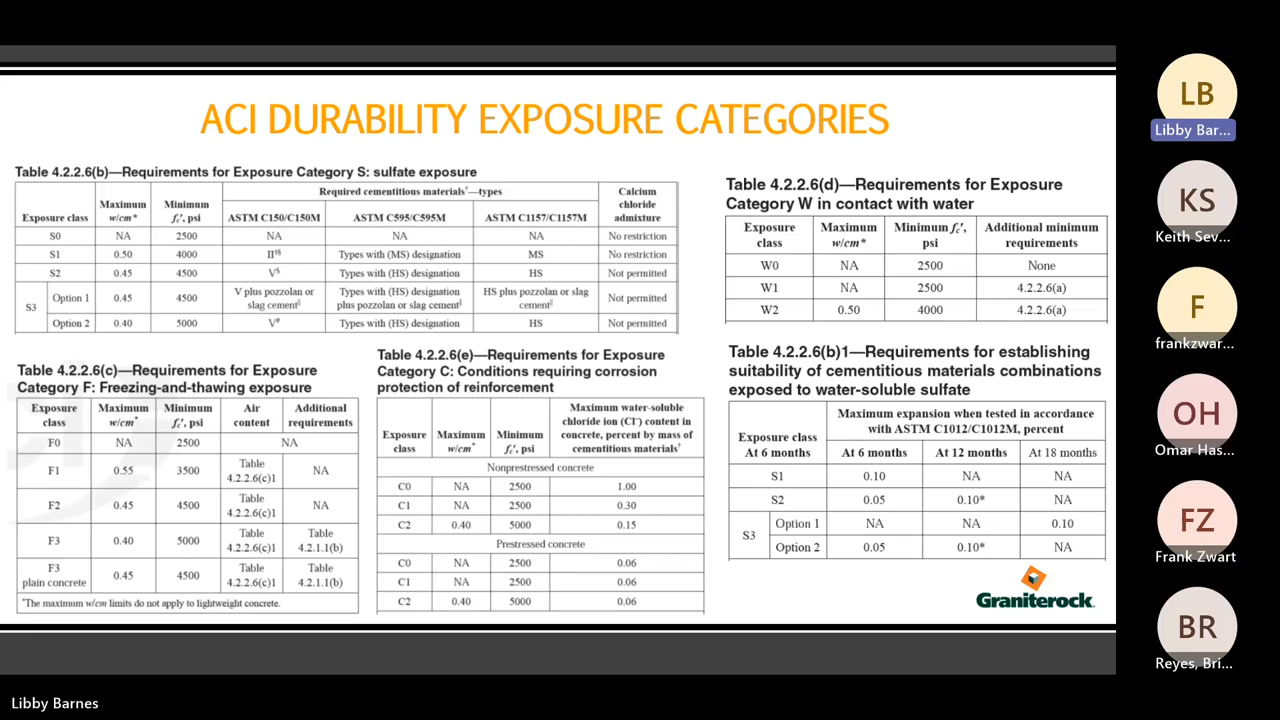 ACI DURABILITY EXPOSURE CATEGORIES
Table 4.2.2.6(b)—Requirements for Exposure Category S: sulfate exposure
Exposure class | Maximum w/cm* | Minimum fc′, psi | Required cementitious materials†—types | Calcium chloride admixture
ASTM C150/C150M | ASTM C595/C595M | ASTM C1157/C1157M
S0 | NA | 2500 | NA | NA | NA | No restriction
S1 | 0.50 | 4000 | II‡§ | Types with (MS) designation | MS | No restriction
S2 | 0.45 | 4500 | V§ | Types with (HS) designation | HS | Not permitted
S3 | Option 1 | 0.45 | 4500 | V plus pozzolan or slag cement|| | Types with (HS) designation plus pozzolan or slag cement|| | HS plus pozzolan or slag cement|| | Not permitted
Option 2 | 0.40 | 5000 | V# | Types with (HS) designation | HS | Not permitted
Table 4.2.2.6(c)—Requirements for Exposure
Category F: Freezing-and-thawing exposure
Exposure class | Maximum w/cm* | Minimum fc′, psi | Air content | Additional requirements
F0 | NA | 2500 | NA
F1 | 0.55 | 3500 | Table 4.2.2.6(c)1 | NA
F2 | 0.45 | 4500 | Table 4.2.2.6(c)1 | NA
F3 | 0.40 | 5000 | Table 4.2.2.6(c)1 | Table 4.2.1.1(b)
F3 plain concrete | 0.45 | 4500 | Table 4.2.2.6(c)1 | Table 4.2.1.1(b)
*The maximum w/cm limits do not apply to lightweight concrete.
Table 4.2.2.6(e)—Requirements for Exposure
Category C: Conditions requiring corrosion
protection of reinforcement
Exposure class | Maximum w/cm* | Minimum fc′, psi | Maximum water-soluble chloride ion (Cl-) content in concrete, percent by mass of cementitious materials†
Nonprestressed concrete
C0 | NA | 2500 | 1.00
C1 | NA | 2500 | 0.30
C2 | 0.40 | 5000 | 0.15
Prestressed concrete
C0 | NA | 2500 | 0.06
C1 | NA | 2500 | 0.06
C2 | 0.40 | 5000 | 0.06
Table 4.2.2.6(d)—Requirements for Exposure
Category W in contact with water
Exposure class | Maximum w/cm* | Minimum fc′, psi | Additional minimum requirements
W0 | NA | 2500 | None
W1 | NA | 2500 | 4.2.2.6(a)
W2 | 0.50 | 4000 | 4.2.2.6(a)
Table 4.2.2.6(b)1—Requirements for establishing
suitability of cementitious materials combinations
exposed to water-soluble sulfate
Exposure class At 6 months | Maximum expansion when tested in accordance with ASTM C1012/C1012M, percent
At 6 months | At 12 months | At 18 months
S1 | 0.10 | NA | NA
S2 | 0.05 | 0.10* | NA
S3 | Option 1 | NA | NA | 0.10
Option 2 | 0.05 | 0.10* | NA
Graniterock
LB
Libby Bar...
KS
Keith Sev...
F
frankzwar...
OH
Omar Has...
FZ
Frank Zwart
BR
Reyes, Bri...
Libby Barnes